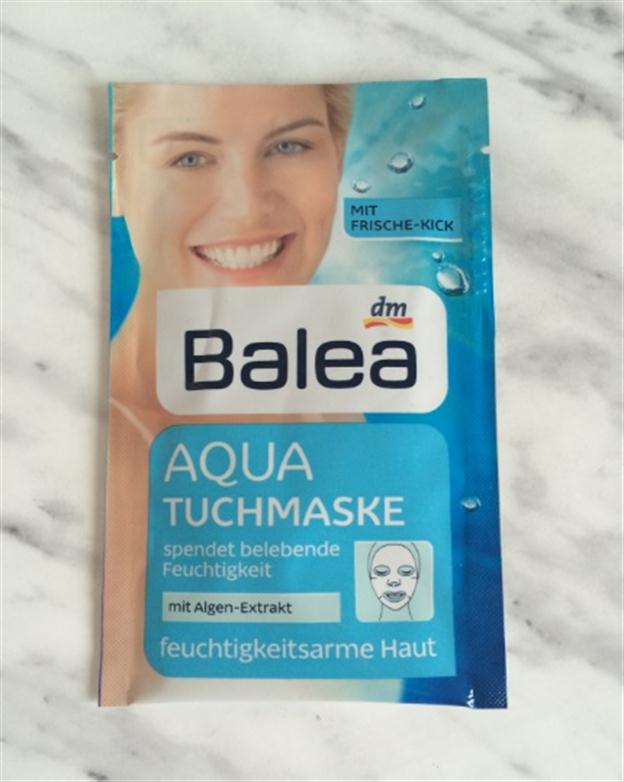 MIT
FRISCHE-KICK
dm
Balea
AQUA
TUCHMASKE
spendet belebende
Feuchtigkeit
mit Algen-Extrakt
feuchtigkeitsarme Haut